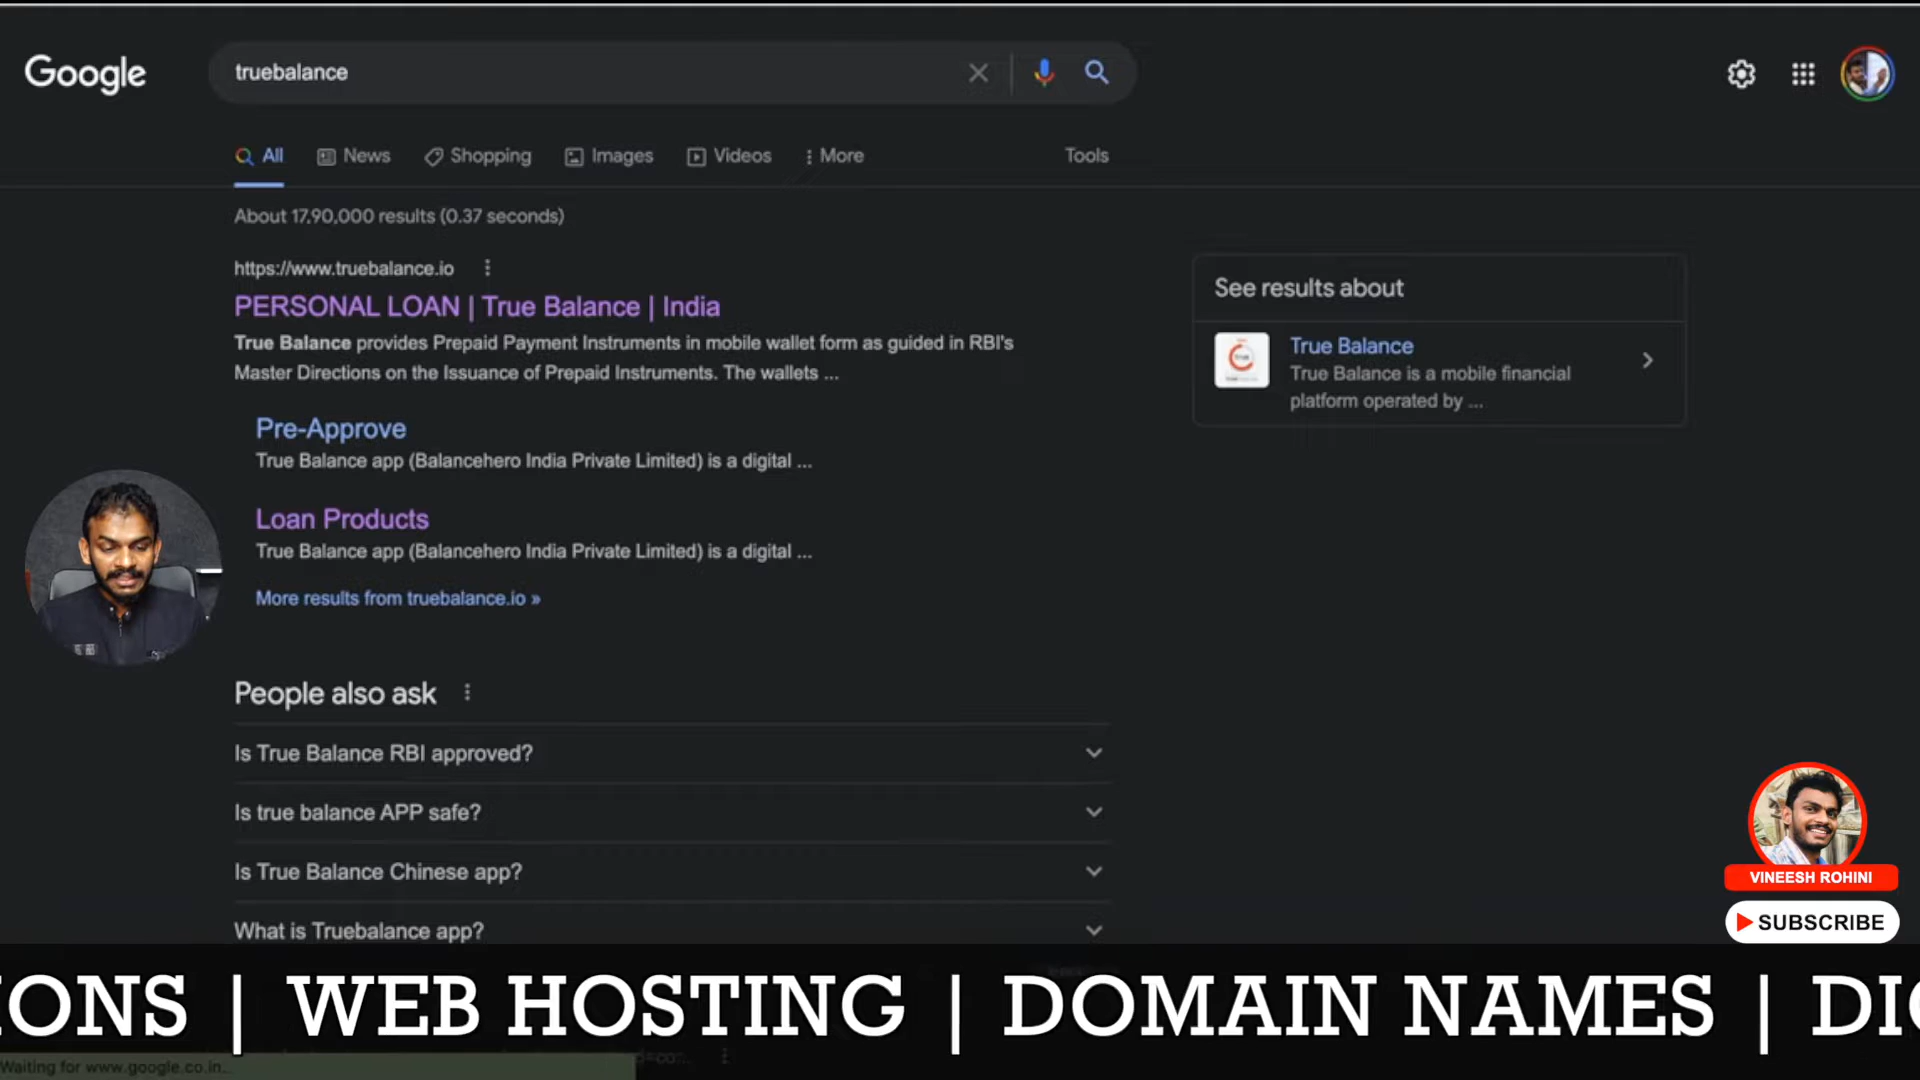 Google
truebalance
All
News
Shopping
Images
Videos
More
Tools
About 17,90,000 results (0.37 seconds)
https://www.truebalance.io
PERSONAL LOAN | True Balance | India
True Balance provides Prepaid Payment Instruments in mobile wallet form as guided in RBI's
Master Directions on the Issuance of Prepaid Instruments. The wallets ...
Pre-Approve
True Balance app (Balancehero India Private Limited) is a digital ...
Loan Products
True Balance app (Balancehero India Private Limited) is a digital ...
More results from truebalance.io »
See results about
True Balance
True Balance is a mobile financial
platform operated by ...
People also ask
Is True Balance RBI approved?
Is true balance APP safe?
Is True Balance Chinese app?
What is Truebalance app?
VINEESH ROHINI
SUBSCRIBE
IONS | WEB HOSTING | DOMAIN NAMES |
Waiting for www.google.co.in...